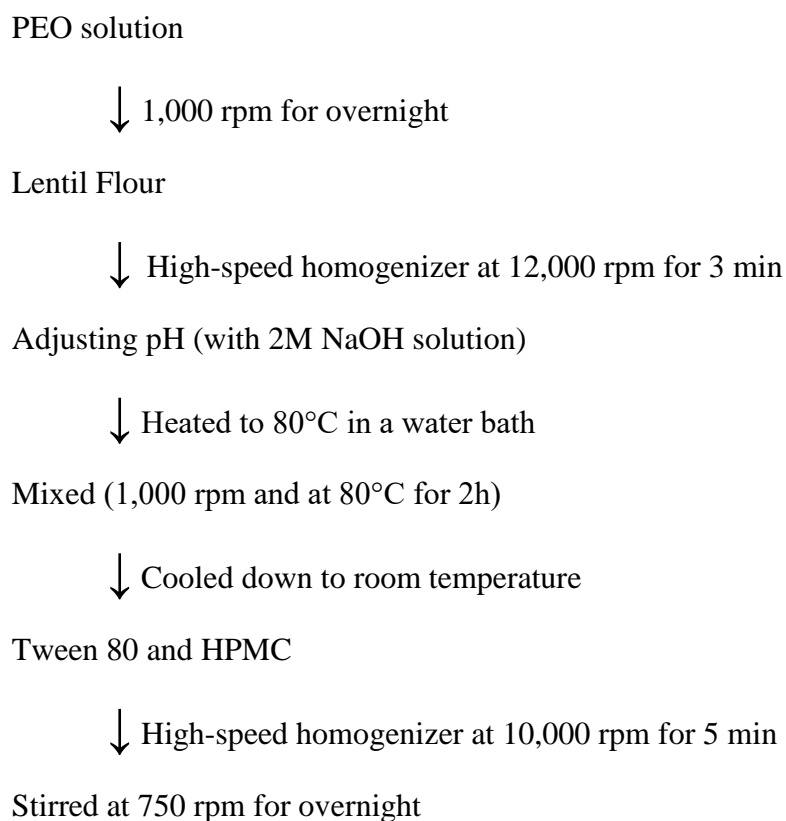 PEO solution
↓ 1,000 rpm for overnight
Lentil Flour
↓ High-speed homogenizer at 12,000 rpm for 3 min
Adjusting pH (with 2M NaOH solution)
↓ Heated to 80°C in a water bath
Mixed (1,000 rpm and at 80°C for 2h)
↓ Cooled down to room temperature
Tween 80 and HPMC
↓ High-speed homogenizer at 10,000 rpm for 5 min
Stirred at 750 rpm for overnight